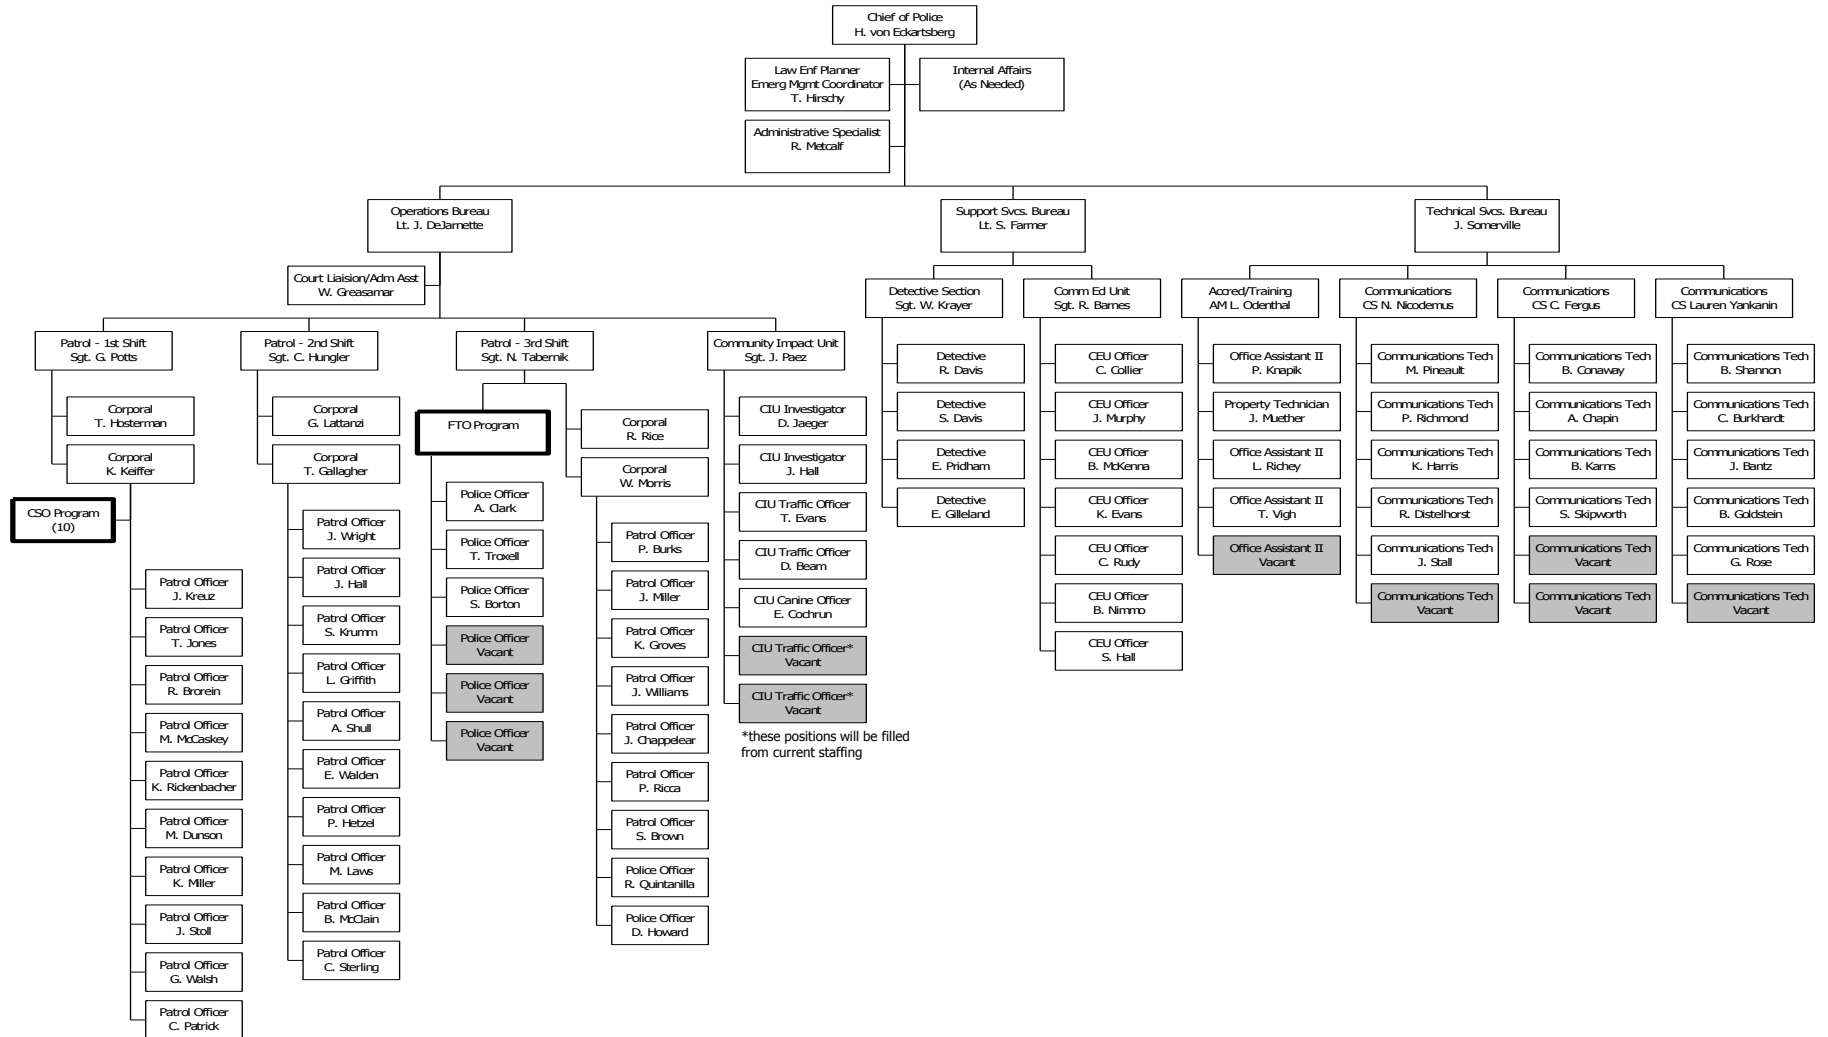 Chief of Police
H. von Eckartsberg
Law Enf Planner
Emerg Mgmt Coordinator
T. Hirschy
Internal Affairs
(As Needed)
Administrative Specialist
R. Metcalf
Operations Bureau
Lt. J. DeJarnette
Support Svcs. Bureau
Lt. S. Farmer
Technical Svcs. Bureau
J. Somerville
Court Liaision/Adm Asst
W. Greasamar
Patrol - 1st Shift
Sgt. G. Potts
Corporal
T. Hosterman
Corporal
K. Keiffer
CSO Program
(10)
Patrol Officer
J. Kreuz
Patrol Officer
T. Jones
Patrol Officer
R. Brorein
Patrol Officer
M. McCaskey
Patrol Officer
K. Rickenbacher
Patrol Officer
M. Dunson
Patrol Officer
K. Miller
Patrol Officer
J. Stoll
Patrol Officer
G. Walsh
Patrol Officer
C. Patrick
Patrol - 2nd Shift
Sgt. C. Hungler
Corporal
G. Lattanzi
Corporal
T. Gallagher
Patrol Officer
J. Wright
Patrol Officer
J. Hall
Patrol Officer
S. Krumm
Patrol Officer
L. Griffith
Patrol Officer
A. Shull
Patrol Officer
E. Walden
Patrol Officer
P. Hetzel
Patrol Officer
M. Laws
Patrol Officer
B. McClain
Patrol Officer
C. Sterling
Patrol - 3rd Shift
Sgt. N. Tabernik
FTO Program
Police Officer
A. Clark
Police Officer
T. Troxell
Police Officer
S. Borton
Police Officer
Vacant
Police Officer
Vacant
Police Officer
Vacant
Corporal
R. Rice
Corporal
W. Morris
Patrol Officer
P. Burks
Patrol Officer
J. Miller
Patrol Officer
K. Groves
Patrol Officer
J. Williams
Patrol Officer
J. Chappelear
Patrol Officer
P. Ricca
Patrol Officer
S. Brown
Police Officer
R. Quintanilla
Police Officer
D. Howard
Community Impact Unit
Sgt. J. Paez
CIU Investigator
D. Jaeger
CIU Investigator
J. Hall
CIU Traffic Officer
T. Evans
CIU Traffic Officer
D. Beam
CIU Canine Officer
E. Cochrun
CIU Traffic Officer*
Vacant
CIU Traffic Officer*
Vacant
*these positions will be filled
from current staffing
Detective Section
Sgt. W. Krayer
Detective
R. Davis
Detective
S. Davis
Detective
E. Pridham
Detective
E. Gilleland
Comm Ed Unit
Sgt. R. Barnes
CEU Officer
C. Collier
CEU Officer
J. Murphy
CEU Officer
B. McKenna
CEU Officer
K. Evans
CEU Officer
C. Rudy
CEU Officer
B. Nimmo
CEU Officer
S. Hall
Accred/Training
AM L. Odenthal
Office Assistant II
P. Knapik
Property Technician
J. Muether
Office Assistant II
L. Richey
Office Assistant II
T. Vigh
Office Assistant II
Vacant
Communications
CS N. Nicodemus
Communications Tech
M. Pineault
Communications Tech
P. Richmond
Communications Tech
K. Harris
Communications Tech
R. Distelhorst
Communications Tech
J. Stall
Communications Tech
Vacant
Communications
CS C. Fergus
Communications Tech
B. Conaway
Communications Tech
A. Chapin
Communications Tech
B. Karns
Communications Tech
S. Skipworth
Communications Tech
Vacant
Communications Tech
Vacant
Communications
CS Lauren Yankanin
Communications Tech
B. Shannon
Communications Tech
C. Burkhardt
Communications Tech
J. Bantz
Communications Tech
B. Goldstein
Communications Tech
G. Rose
Communications Tech
Vacant